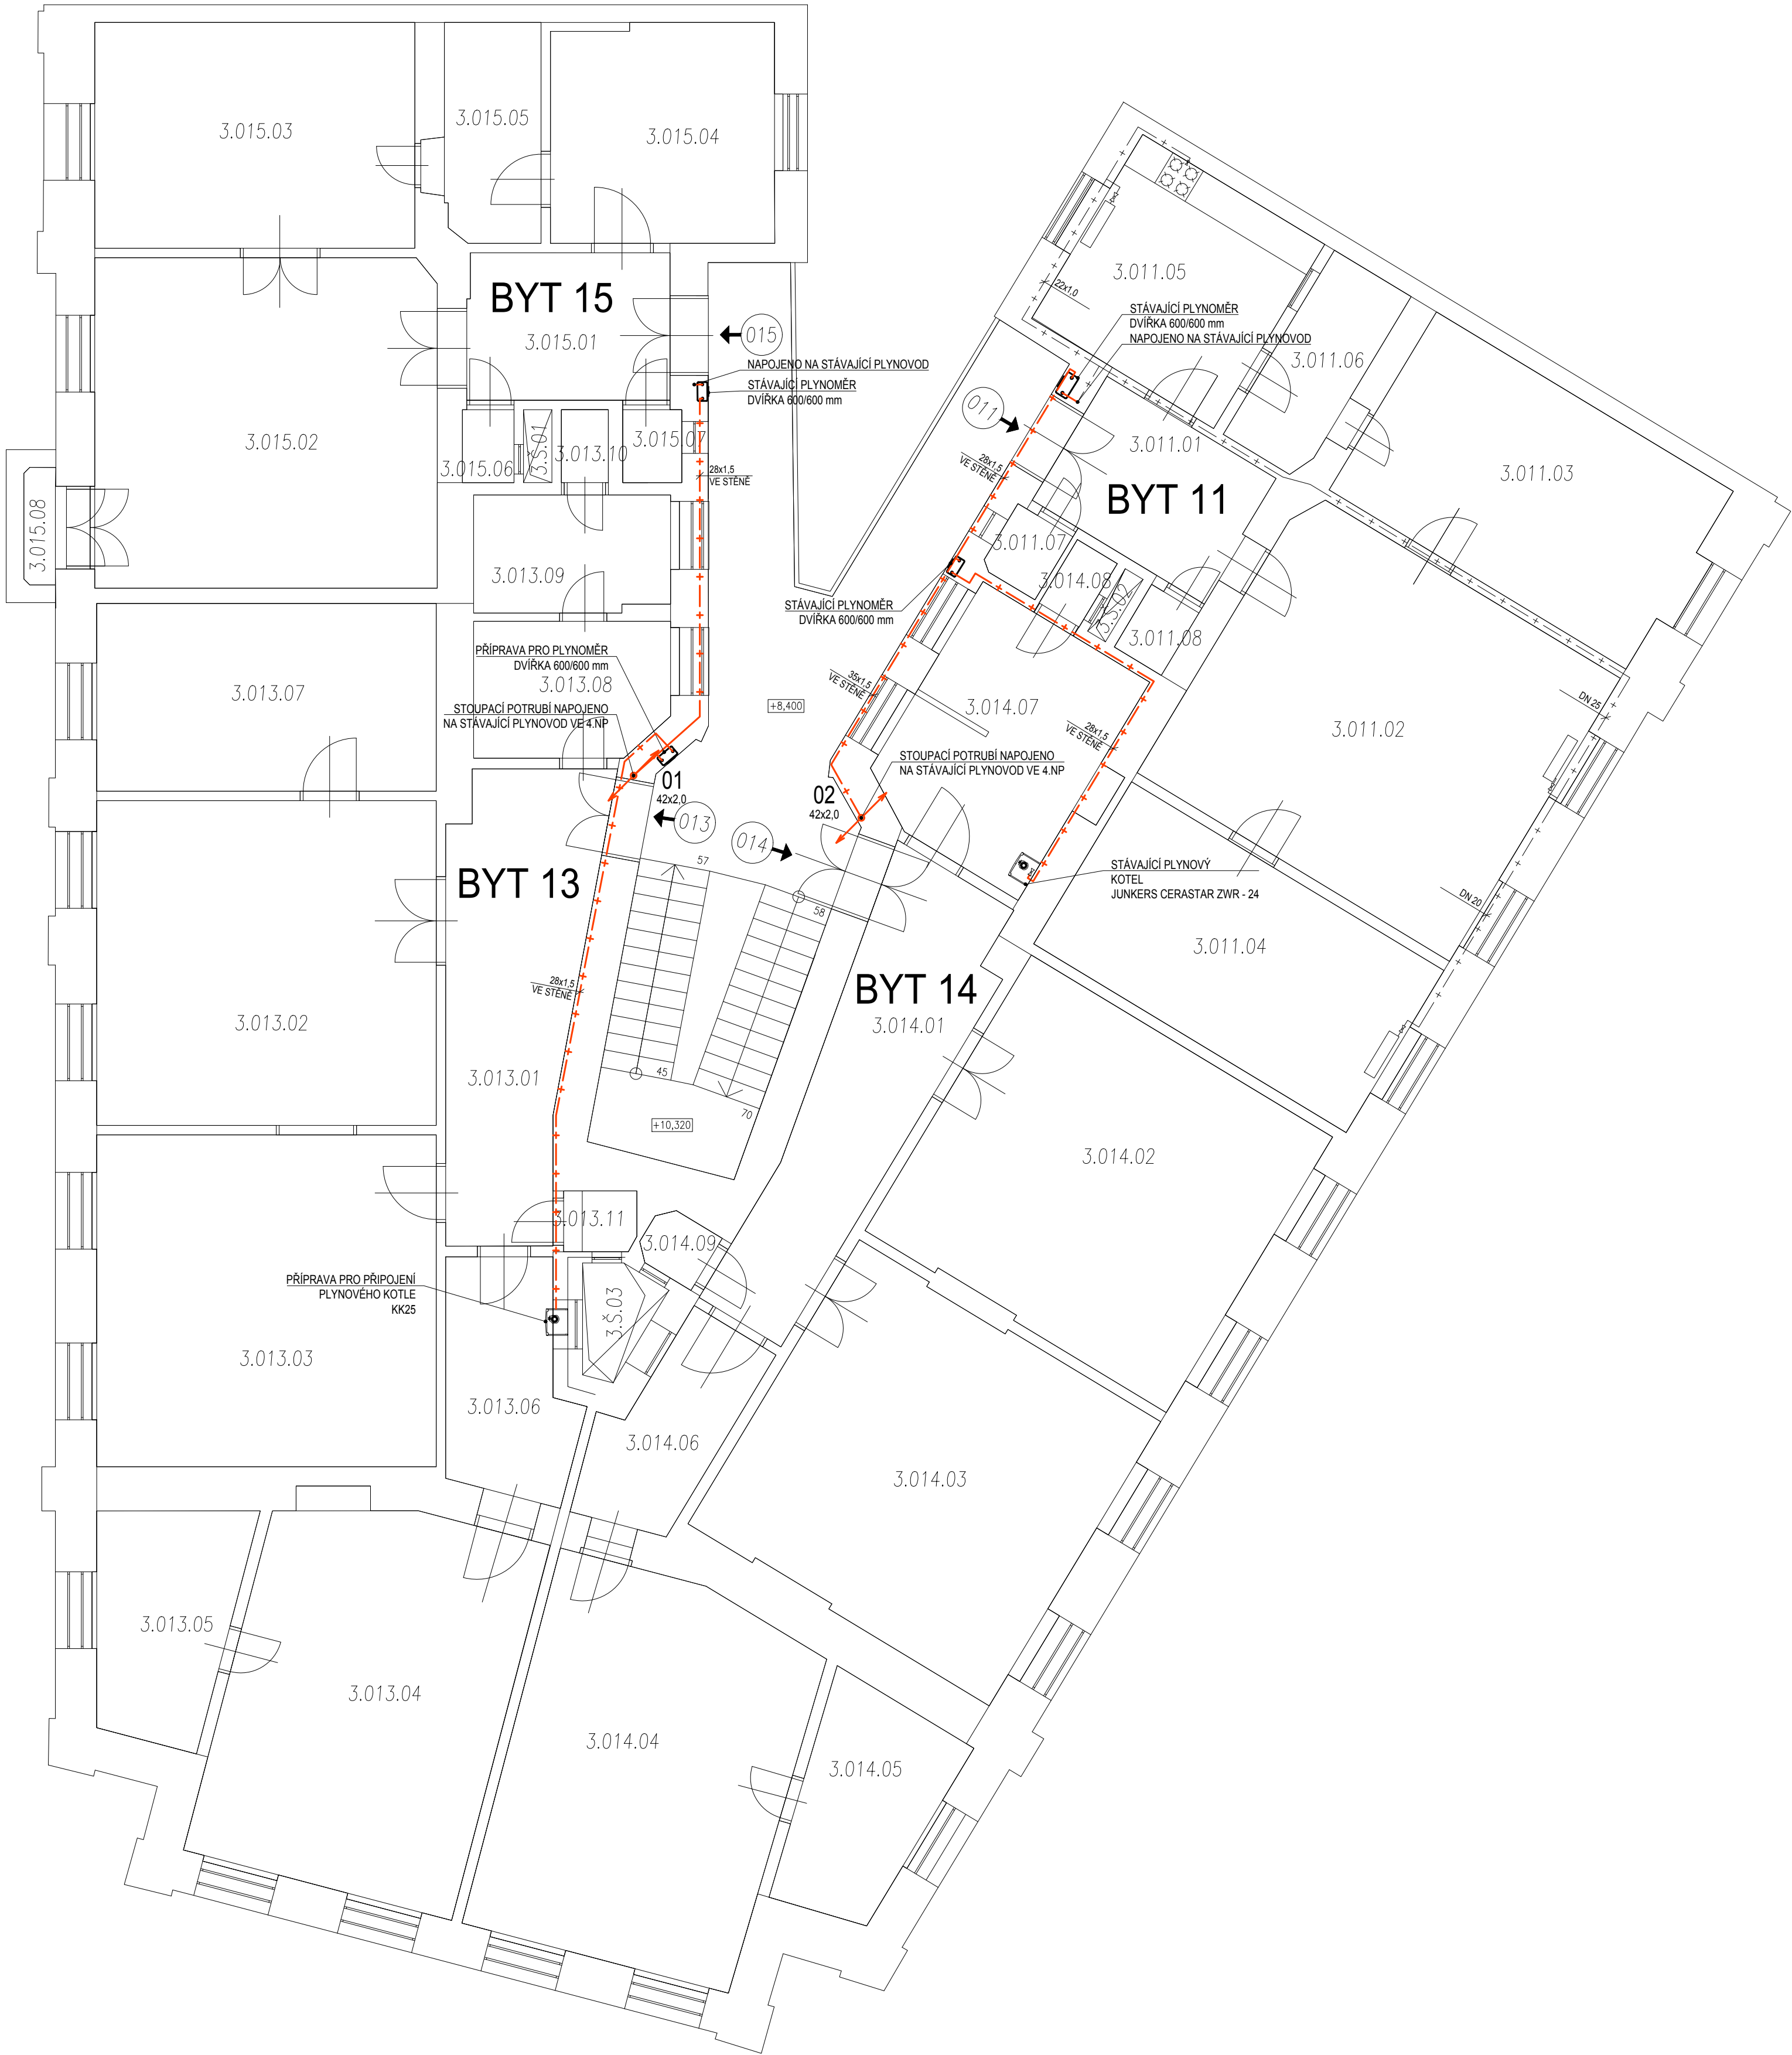 3.015.03
3.015.05
3.015.04
BYT 15
3.015.01
015
NAPOJENO NA STÁVAJÍCÍ PLYNOVOD
STÁVAJÍCÍ PLYNOMĚR
DVÍŘKA 600/600 mm
3.015.02
3.015.06
3.Š.01
3.013.10
3.015.07
28x1,5
VE STĚNĚ
3.015.08
3.013.09
PŘÍPRAVA PRO PLYNOMĚR
DVÍŘKA 600/600 mm
3.013.08
STOUPACÍ POTRUBÍ NAPOJENO
NA STÁVAJÍCÍ PLYNOVOD VE 4.NP
3.013.07
01
42x2,0
013
+8,400
3.011.05
22x1,0
STÁVAJÍCÍ PLYNOMĚR
DVÍŘKA 600/600 mm
NAPOJENO NA STÁVAJÍCÍ PLYNOVOD
3.011.06
011
3.011.01
28x1,5
VE STĚNĚ
BYT 11
3.011.03
3.011.07
3.014.08
3.Š.02
3.011.08
STÁVAJÍCÍ PLYNOMĚR
DVÍŘKA 600/600 mm
35x1,5
VE STĚNĚ
3.014.07
28x1,5
VE STĚNĚ
DN 25
3.011.02
STOUPACÍ POTRUBÍ NAPOJENO
NA STÁVAJÍCÍ PLYNOVOD VE 4.NP
02
42x2,0
014
STÁVAJÍCÍ PLYNOVÝ
KOTEL
JUNKERS CERASTAR ZWR - 24
DN 20
3.011.04
57
58
BYT 13
28x1,5
VE STĚNĚ
BYT 14
3.014.01
3.013.02
3.013.01
45
70
+10,320
3.014.02
3.013.11
3.014.09
PŘÍPRAVA PRO PŘIPOJENÍ
PLYNOVÉHO KOTLE
KK25
3.Š.03
3.013.03
3.013.06
3.014.06
3.014.03
3.013.05
3.013.04
3.014.04
3.014.05